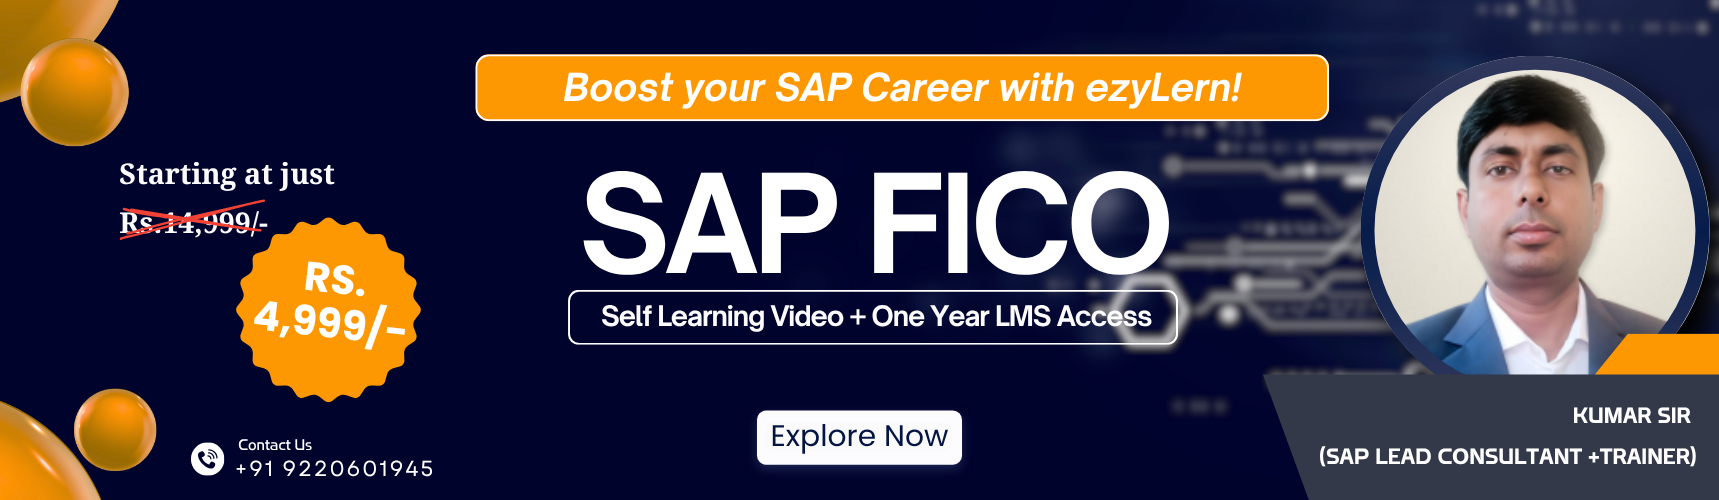 Boost your SAP Career with ezyLern!
Starting at just
Rs.14,999/-
RS.
4,999/-
SAP FICO
Self Learning Video + One Year LMS Access
Explore Now
Contact Us
+91 9220601945
KUMAR SIR
(SAP LEAD CONSULTANT +TRAINER)